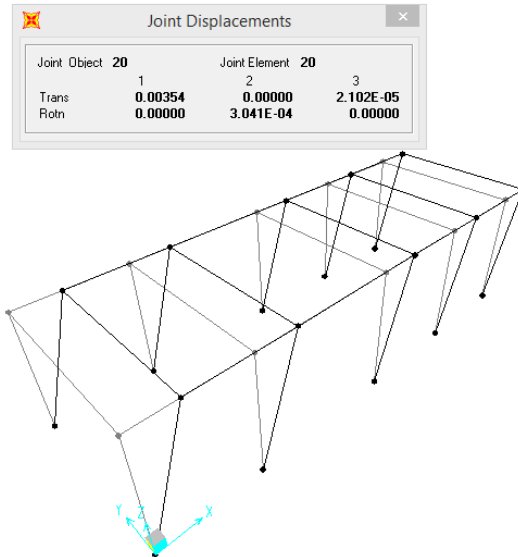 Joint Displacements
Joint Object 20 Joint Element 20
1 2 3
Trans 0.00354 0.00000 2.102E-05
Rotn 0.00000 3.041E-04 0.00000
Y Z X